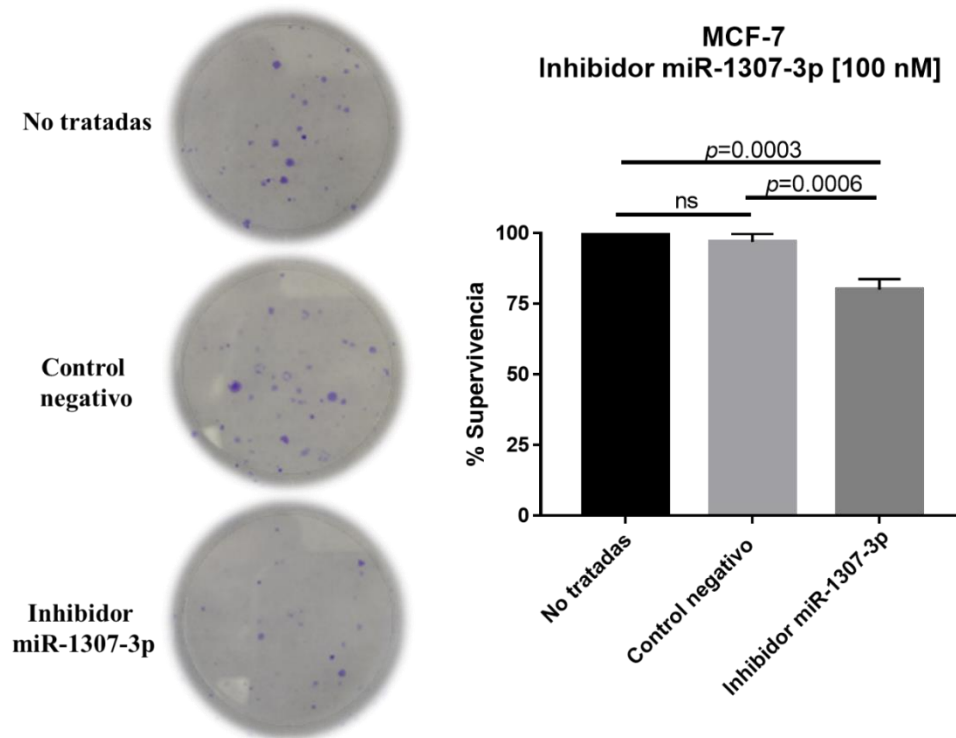 No tratadas
Control
negativo
Inhibidor
miR-1307-3p
MCF-7
Inhibidor miR-1307-3p [100 nM]
p=0.0003
p=0.0006
ns
100
75
50
25
0
% Supervivencia
No tratadas
Control negativo
Inhibidor miR-1307-3p